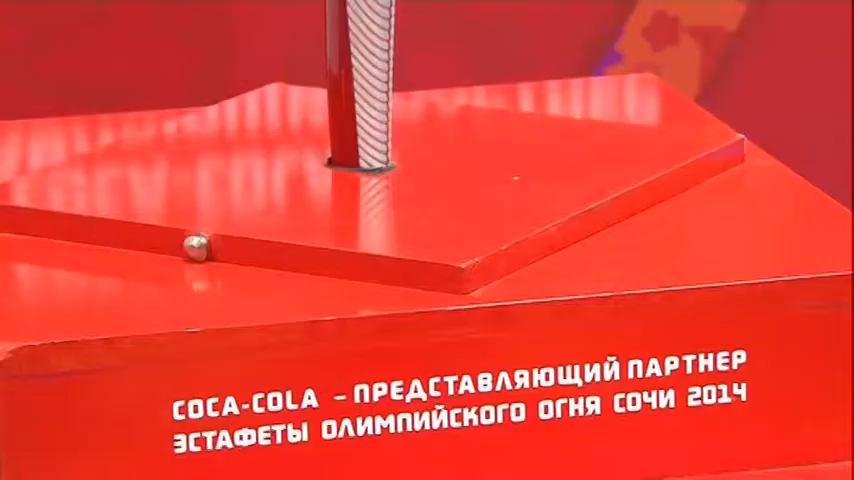 COCA-COLA – ПРЕДСТАВЛЯЮЩИЙ ПАРТНЕР
ЭСТАФЕТЫ ОЛИМПИЙСКОГО ОГНЯ СОЧИ 2014